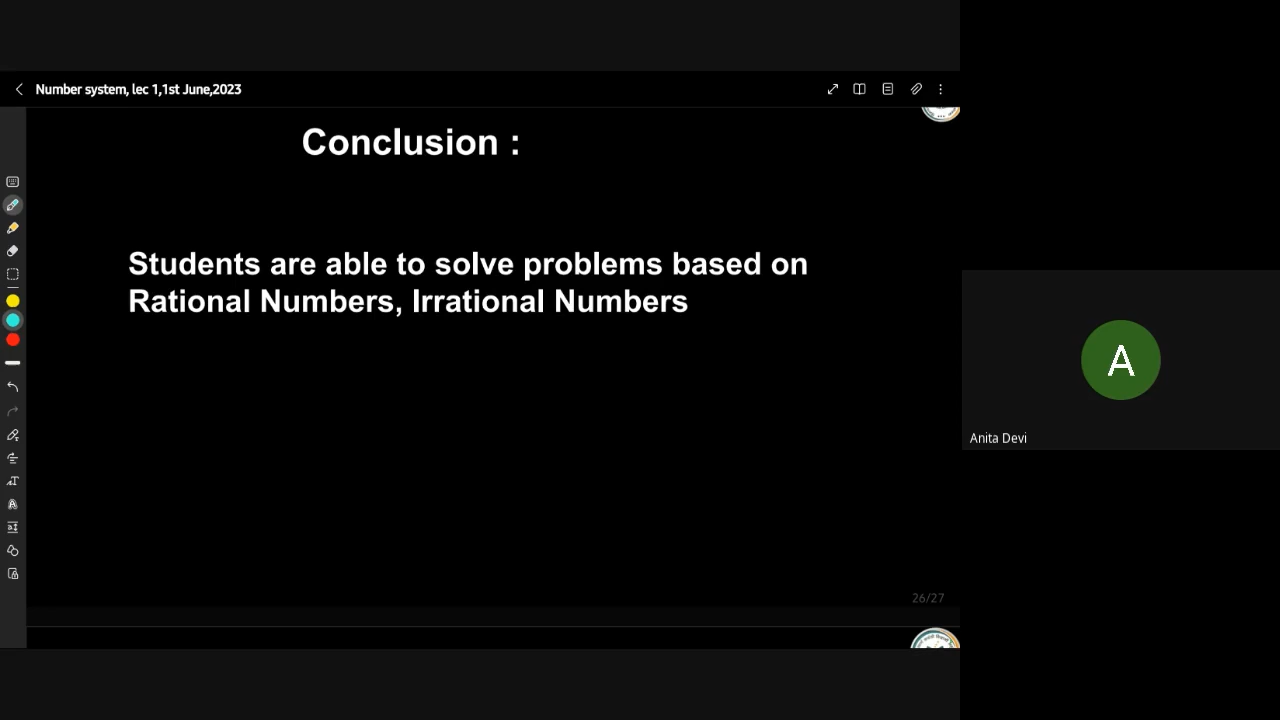 Number system, lec 1,1st June,2023
Conclusion :
Students are able to solve problems based on
Rational Numbers, Irrational Numbers
26/27
A
Anita Devi